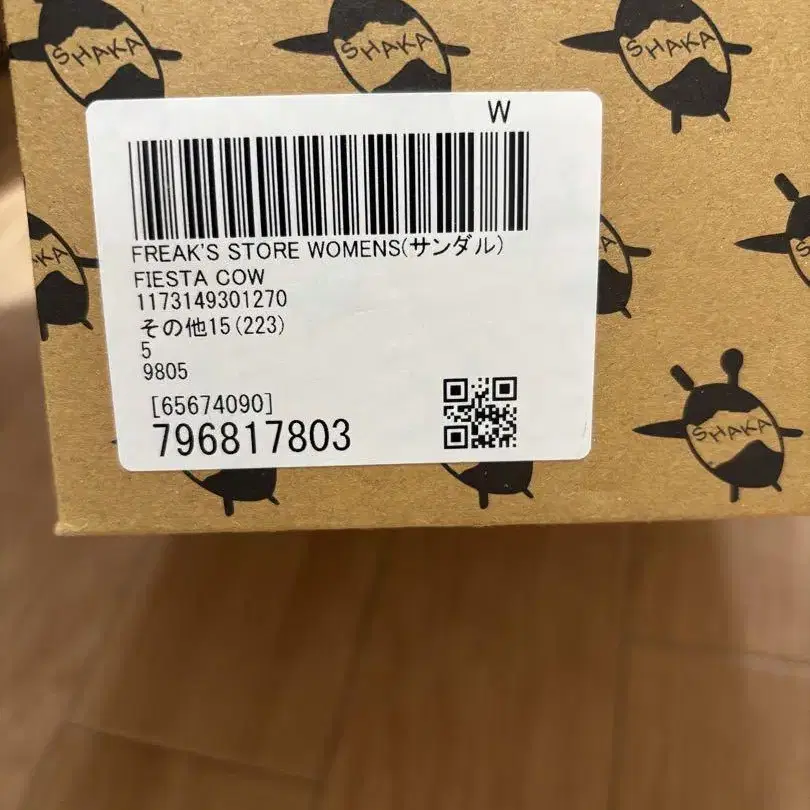 SHAKA
SHAKA
SHAKA
W
FREAK'S STORE WOMENS(サンダル)
FIESTA COW
1173149301270
その他15(223)
5
9805
[65674090]
796817803
SHAKA